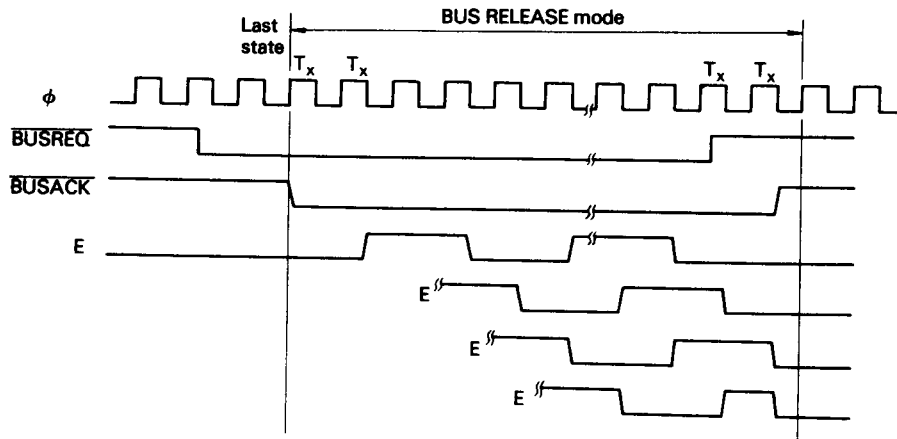 BUS RELEASE mode
Last
state
Tx Tx Tx Tx
φ
BUSREQ
BUSACK
E
E
E
E